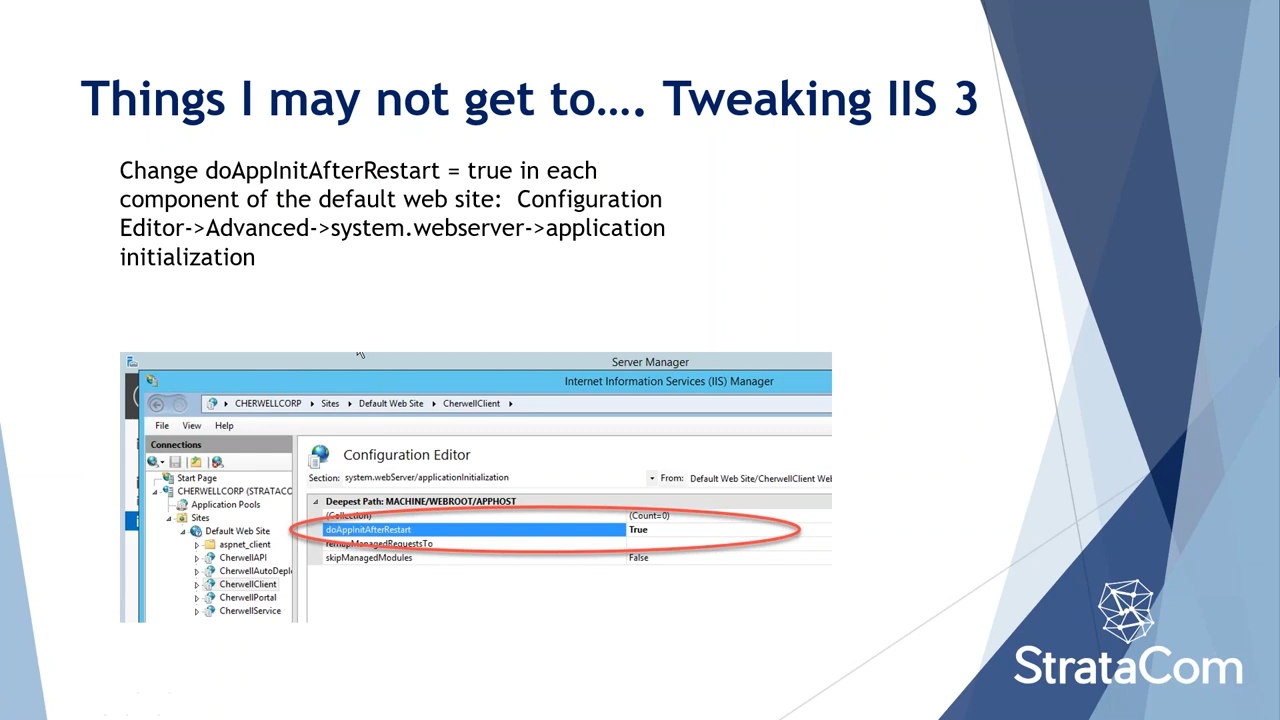 Things I may not get to.... Tweaking IIS 3
Change doAppInitAfterRestart = true in each
component of the default web site:  Configuration
Editor->Advanced->system.webserver->application
initialization
Server Manager
Internet Information Services (IIS) Manager
CHERWELLCORP Sites Default Web Site CherwellClient
File View Help
Connections
Start Page
CHERWELLCORP (STRATACO
Application Pools
Sites
Default Web Site
aspnet_client
CherwellAPI
CherwellAutoDeplo
CherwellClient
CherwellPortal
CherwellService
Configuration Editor
Section: system.webServer/applicationInitialization From: Default Web Site/CherwellClient Web
Deepest Path: MACHINE/WEBROOT/APPHOST
(Collection) (Count=0)
doAppInitAfterRestart True
remapManagedRequestsTo
skipManagedModules False
StrataCom